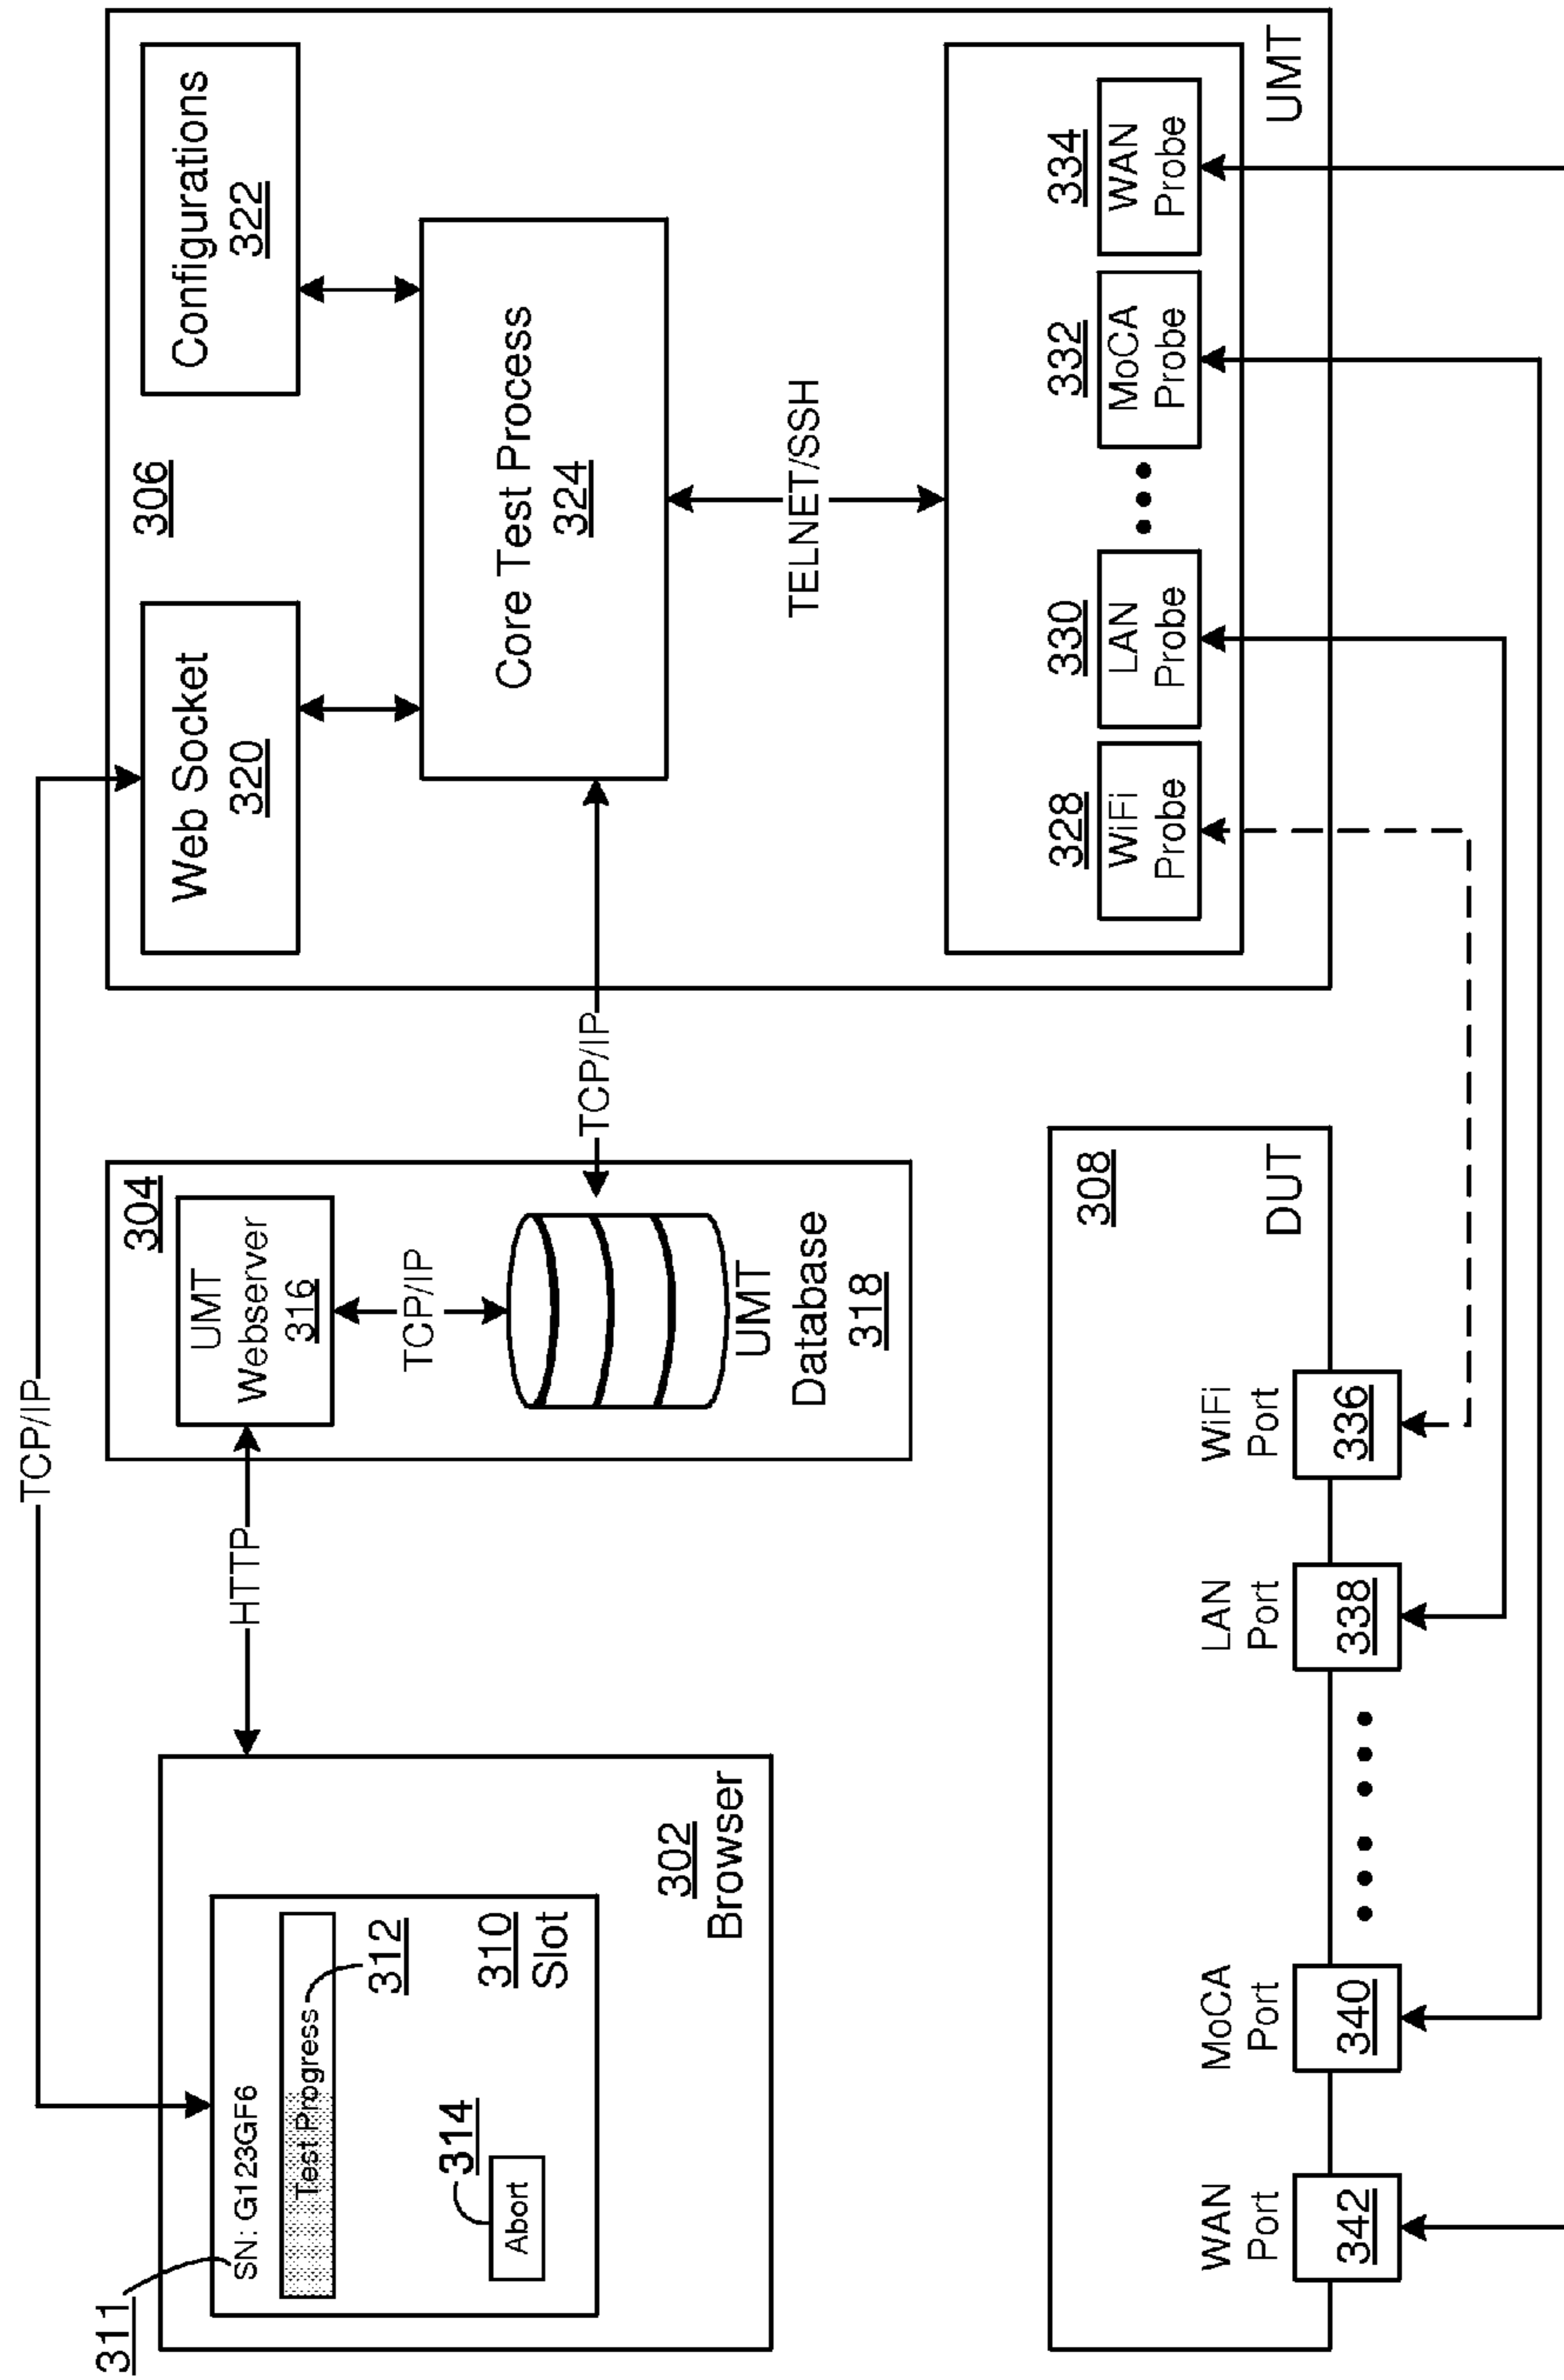 TCP/IP
311
SN: G123GF6
Test Progress
312
314
Abort
310
Slot
302
Browser
HTTP
304
UMT
Webserver
316
TCP/IP
UMT
Database
318
TCP/IP
306
Web Socket
320
Configurations
322
Core Test Process
324
TELNET/SSH
328
WiFi
Probe
330
LAN
Probe
332
MoCA
Probe
334
WAN
Probe
UMT
308
DUT
WAN
Port
342
MoCA
Port
340
LAN
Port
338
WiFi
Port
336